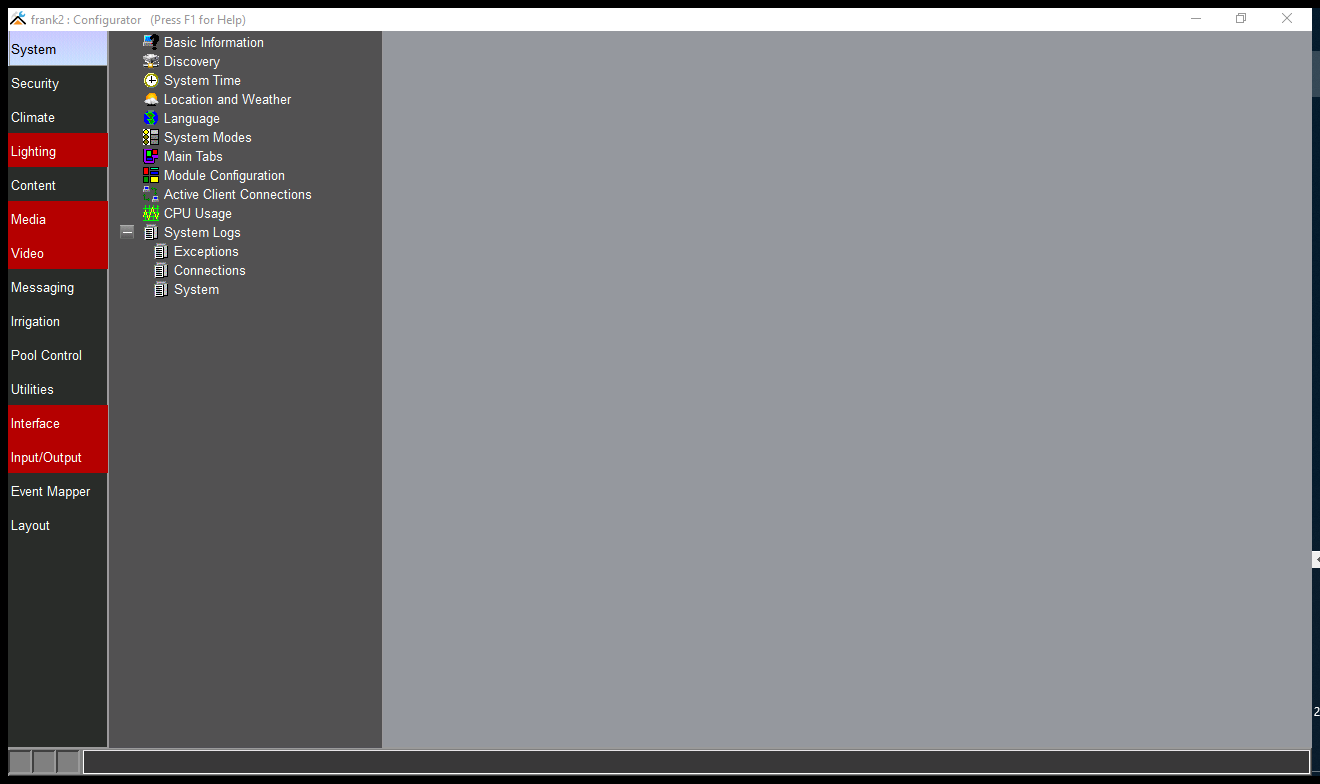 frank2 : Configurator (Press F1 for Help)
System
Security
Climate
Lighting
Content
Media
Video
Messaging
Irrigation
Pool Control
Utilities
Interface
Input/Output
Event Mapper
Layout
Basic Information
Discovery
System Time
Location and Weather
Language
System Modes
Main Tabs
Module Configuration
Active Client Connections
CPU Usage
System Logs
Exceptions
Connections
System
2